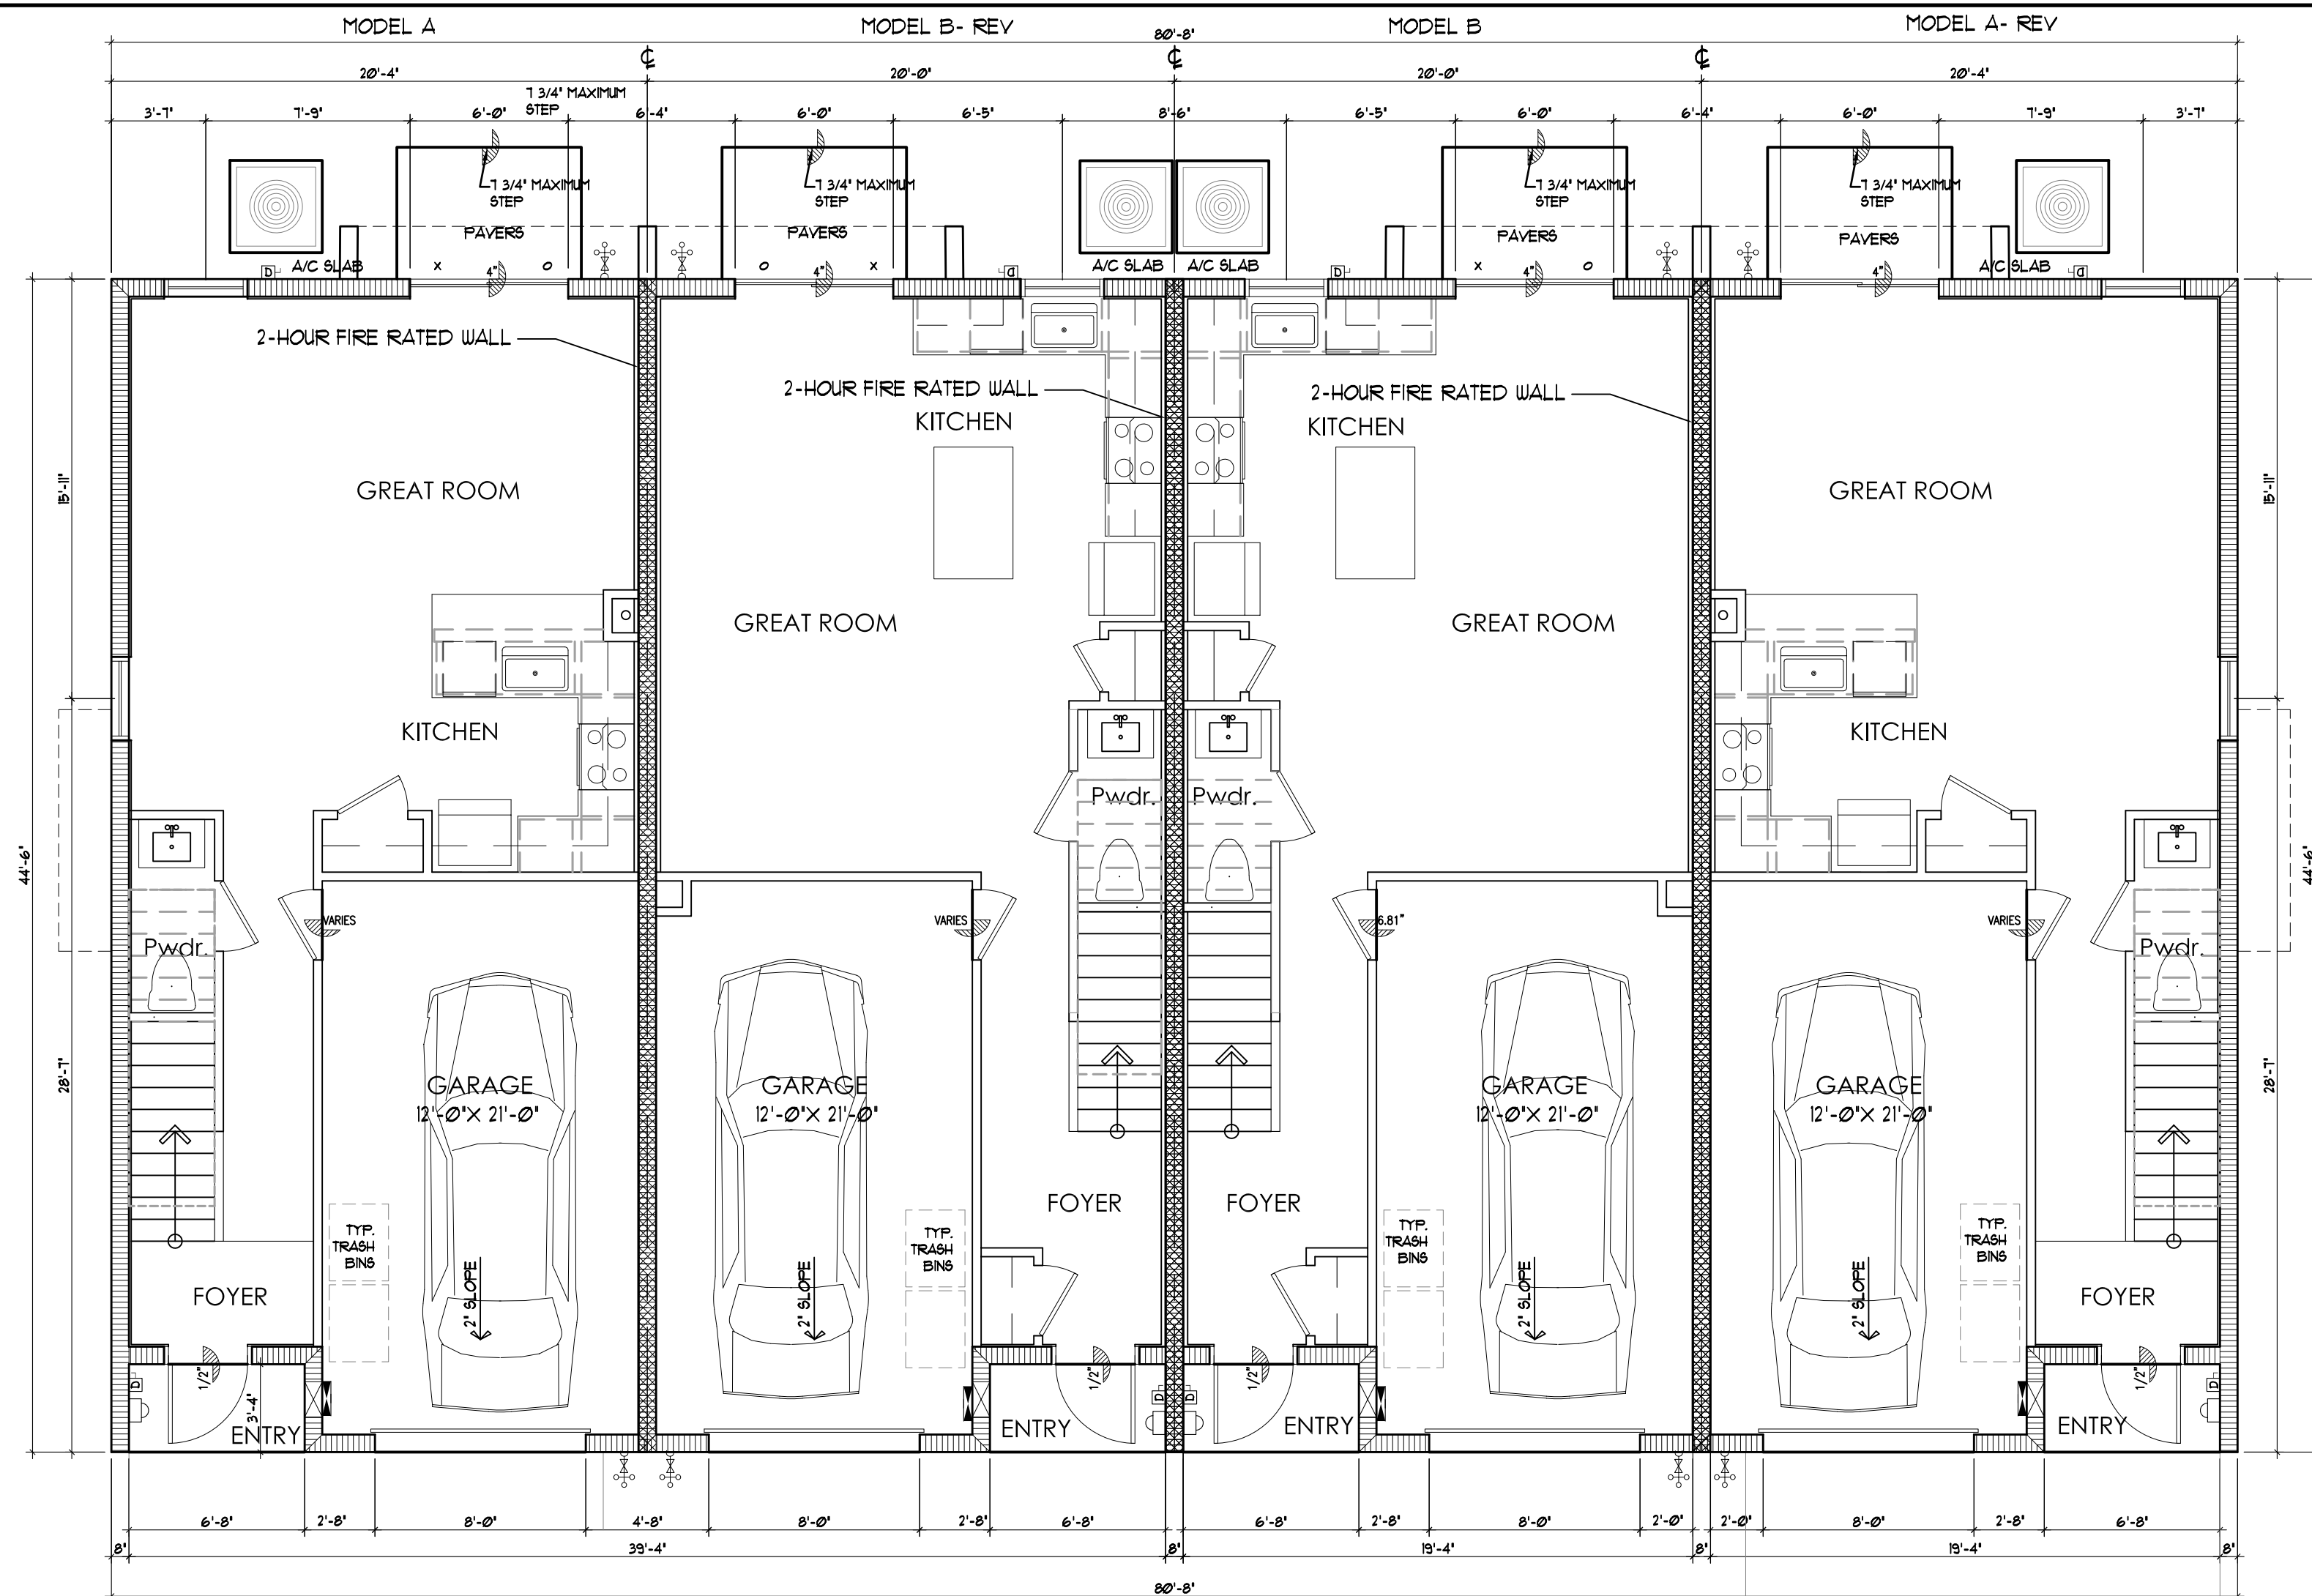 MODEL A
MODEL B- REV
MODEL B
MODEL A- REV
80'-8"
20'-4"
20'-0"
20'-0"
20'-4"
7 3/4" MAXIMUM
STEP
3'-7"
7'-9"
6'-0"
6'-4"
6'-0"
6'-5"
8'-6"
6'-5"
6'-0"
6'-4"
6'-0"
7'-9"
3'-7"
7 3/4" MAXIMUM
STEP
7 3/4" MAXIMUM
STEP
7 3/4" MAXIMUM
STEP
7 3/4" MAXIMUM
STEP
PAVERS
PAVERS
PAVERS
PAVERS
D
A/C SLAB
X
4"
O
O
4"
X
D
A/C SLAB
A/C SLAB
D
X
4"
O
4"
A/C SLAB
D
2-HOUR FIRE RATED WALL
2-HOUR FIRE RATED WALL
2-HOUR FIRE RATED WALL
KITCHEN
KITCHEN
15'-11"
GREAT ROOM
GREAT ROOM
15'-11"
GREAT ROOM
GREAT ROOM
KITCHEN
KITCHEN
Pwdr.
Pwdr.
44'-6"
44'-6"
VARIES
VARIES
6.81"
VARIES
Pwdr.
Pwdr.
28'-7"
28'-7"
GARAGE
12'-0" X 21'-0"
GARAGE
12'-0" X 21'-0"
GARAGE
12'-0" X 21'-0"
GARAGE
12'-0" X 21'-0"
FOYER
FOYER
TYP.
TRASH
BINS
TYP.
TRASH
BINS
TYP.
TRASH
BINS
TYP.
TRASH
BINS
2" SLOPE
2" SLOPE
2" SLOPE
2" SLOPE
FOYER
FOYER
1/2"
1/2"
1/2"
1/2"
D
D
D
D
3'-4"
ENTRY
ENTRY
ENTRY
ENTRY
6'-8"
2'-8"
8'-0"
4'-8"
8'-0"
2'-8"
6'-8"
6'-8"
2'-8"
8'-0"
2'-0"
2'-0"
8'-0"
2'-8"
6'-8"
8"
39'-4"
8"
19'-4"
8"
19'-4"
8"
80'-8"